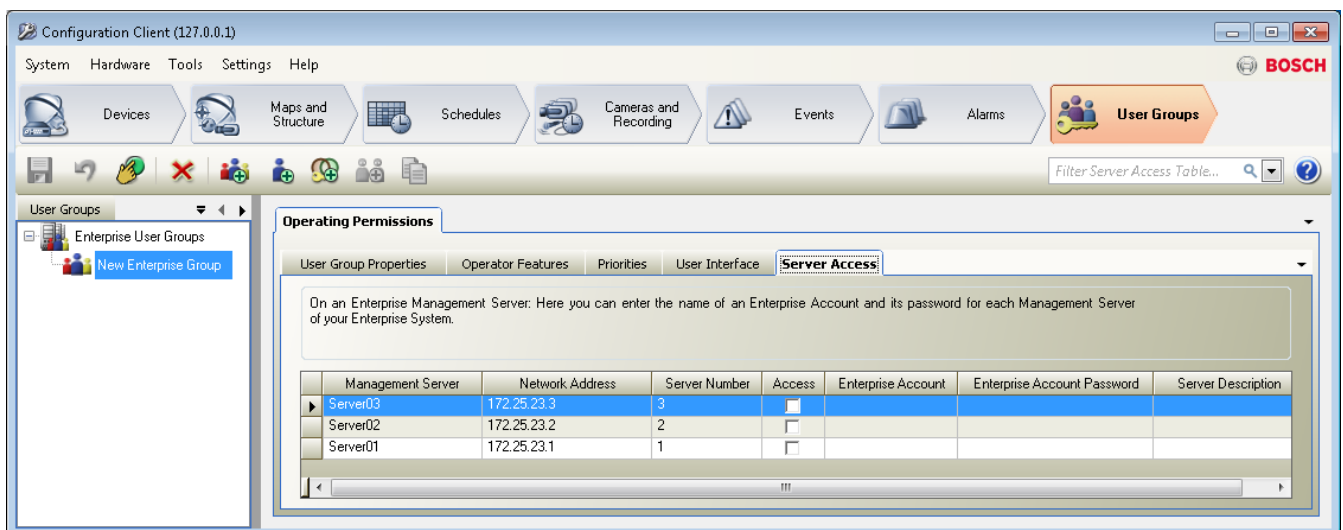 Configuration Client (127.0.0.1)
System Hardware Tools Settings Help
BOSCH
Devices
Maps and
Structure
Schedules
Cameras and
Recording
Events
Alarms
User Groups
Filter Server Access Table...
User Groups
Enterprise User Groups
New Enterprise Group
Operating Permissions
User Group Properties Operator Features Priorities User Interface Server Access
On an Enterprise Management Server: Here you can enter the name of an Enterprise Account and its password for each Management Server
of your Enterprise System.
Management Server Network Address Server Number Access Enterprise Account Enterprise Account Password Server Description
Server03 172.25.23.3 3
Server02 172.25.23.2 2
Server01 172.25.23.1 1